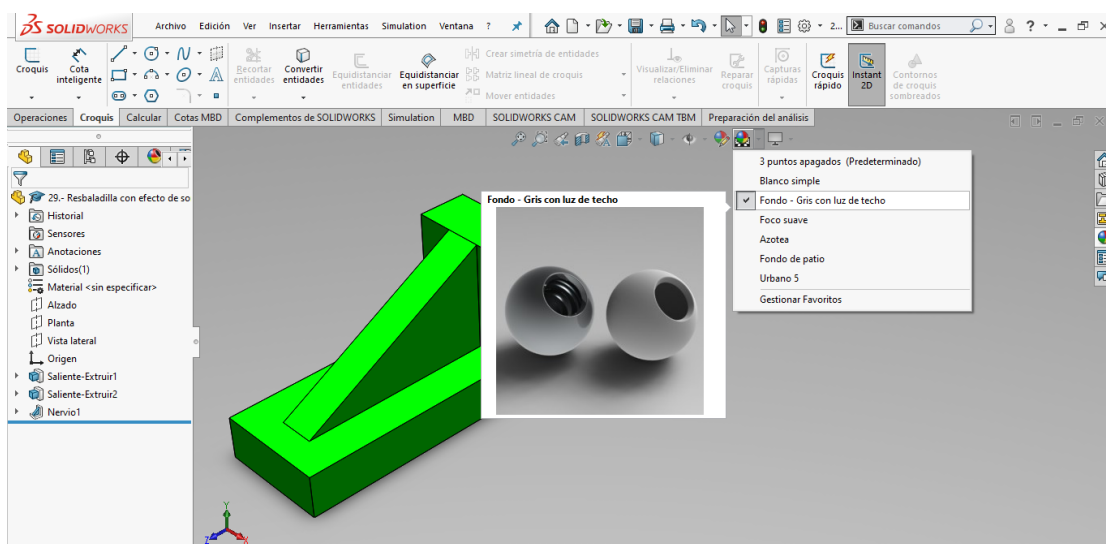 SOLIDWORKS Archivo Edición Ver Insertar Herramientas Simulation Ventana ? 2... Buscar comandos ?
Croquis
Cota inteligente
Recortar entidades
Convertir entidades
Equidistanciar entidades
Equidistanciar en superficie
Crear simetría de entidades
Matriz lineal de croquis
Mover entidades
Visualizar/Eliminar relaciones
Reparar croquis
Capturas rápidas
Croquis rápido
Instant 2D
Contornos de croquis sombreados
Operaciones Croquis Calcular Cotas MBD Complementos de SOLIDWORKS Simulation MBD SOLIDWORKS CAM SOLIDWORKS CAM TBM Preparación del análisis
29.- Resbaladilla con efecto de so
Historial
Sensores
Anotaciones
Sólidos(1)
Material <sin especificar>
Alzado
Planta
Vista lateral
Origen
Saliente-Extruir1
Saliente-Extruir2
Nervio1
Fondo - Gris con luz de techo
3 puntos apagados (Predeterminado)
Blanco simple
Fondo - Gris con luz de techo
Foco suave
Azotea
Fondo de patio
Urbano 5
Gestionar Favoritos
Y
Z
X